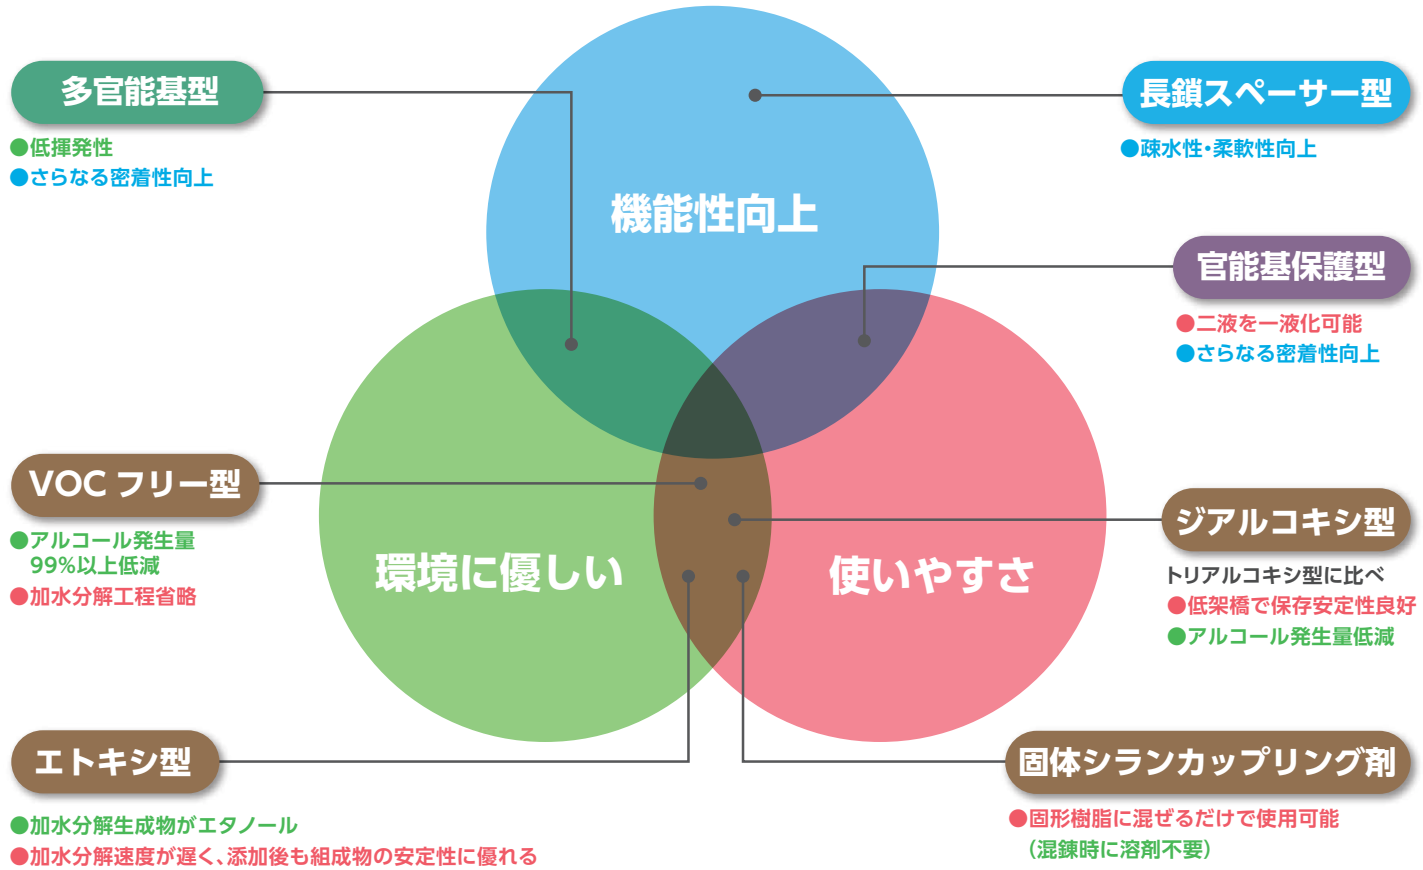 多官能基型
●低揮発性
●さらなる密着性向上
長鎖スペーサー型
●疎水性・柔軟性向上
機能性向上
官能基保護型
●二液を一液化可能
●さらなる密着性向上
VOC フリー型
●アルコール発生量
99%以上低減
●加水分解工程省略
環境に優しい
使いやすさ
ジアルコキシ型
トリアルコキシ型に比べ
●低架橋で保存安定性良好
●アルコール発生量低減
エトキシ型
●加水分解生成物がエタノール
●加水分解速度が遅く、添加後も組成物の安定性に優れる
固体シランカップリング剤
●固形樹脂に混ぜるだけで使用可能
（混錬時に溶剤不要）